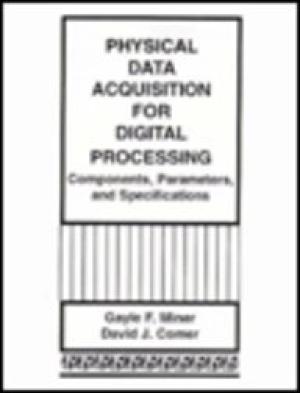 PHYSICAL
DATA
ACQUISITION
FOR
DIGITAL
PROCESSING
Components, Parameters,
and Specifications
Gayle F. Miner
David J. Comer